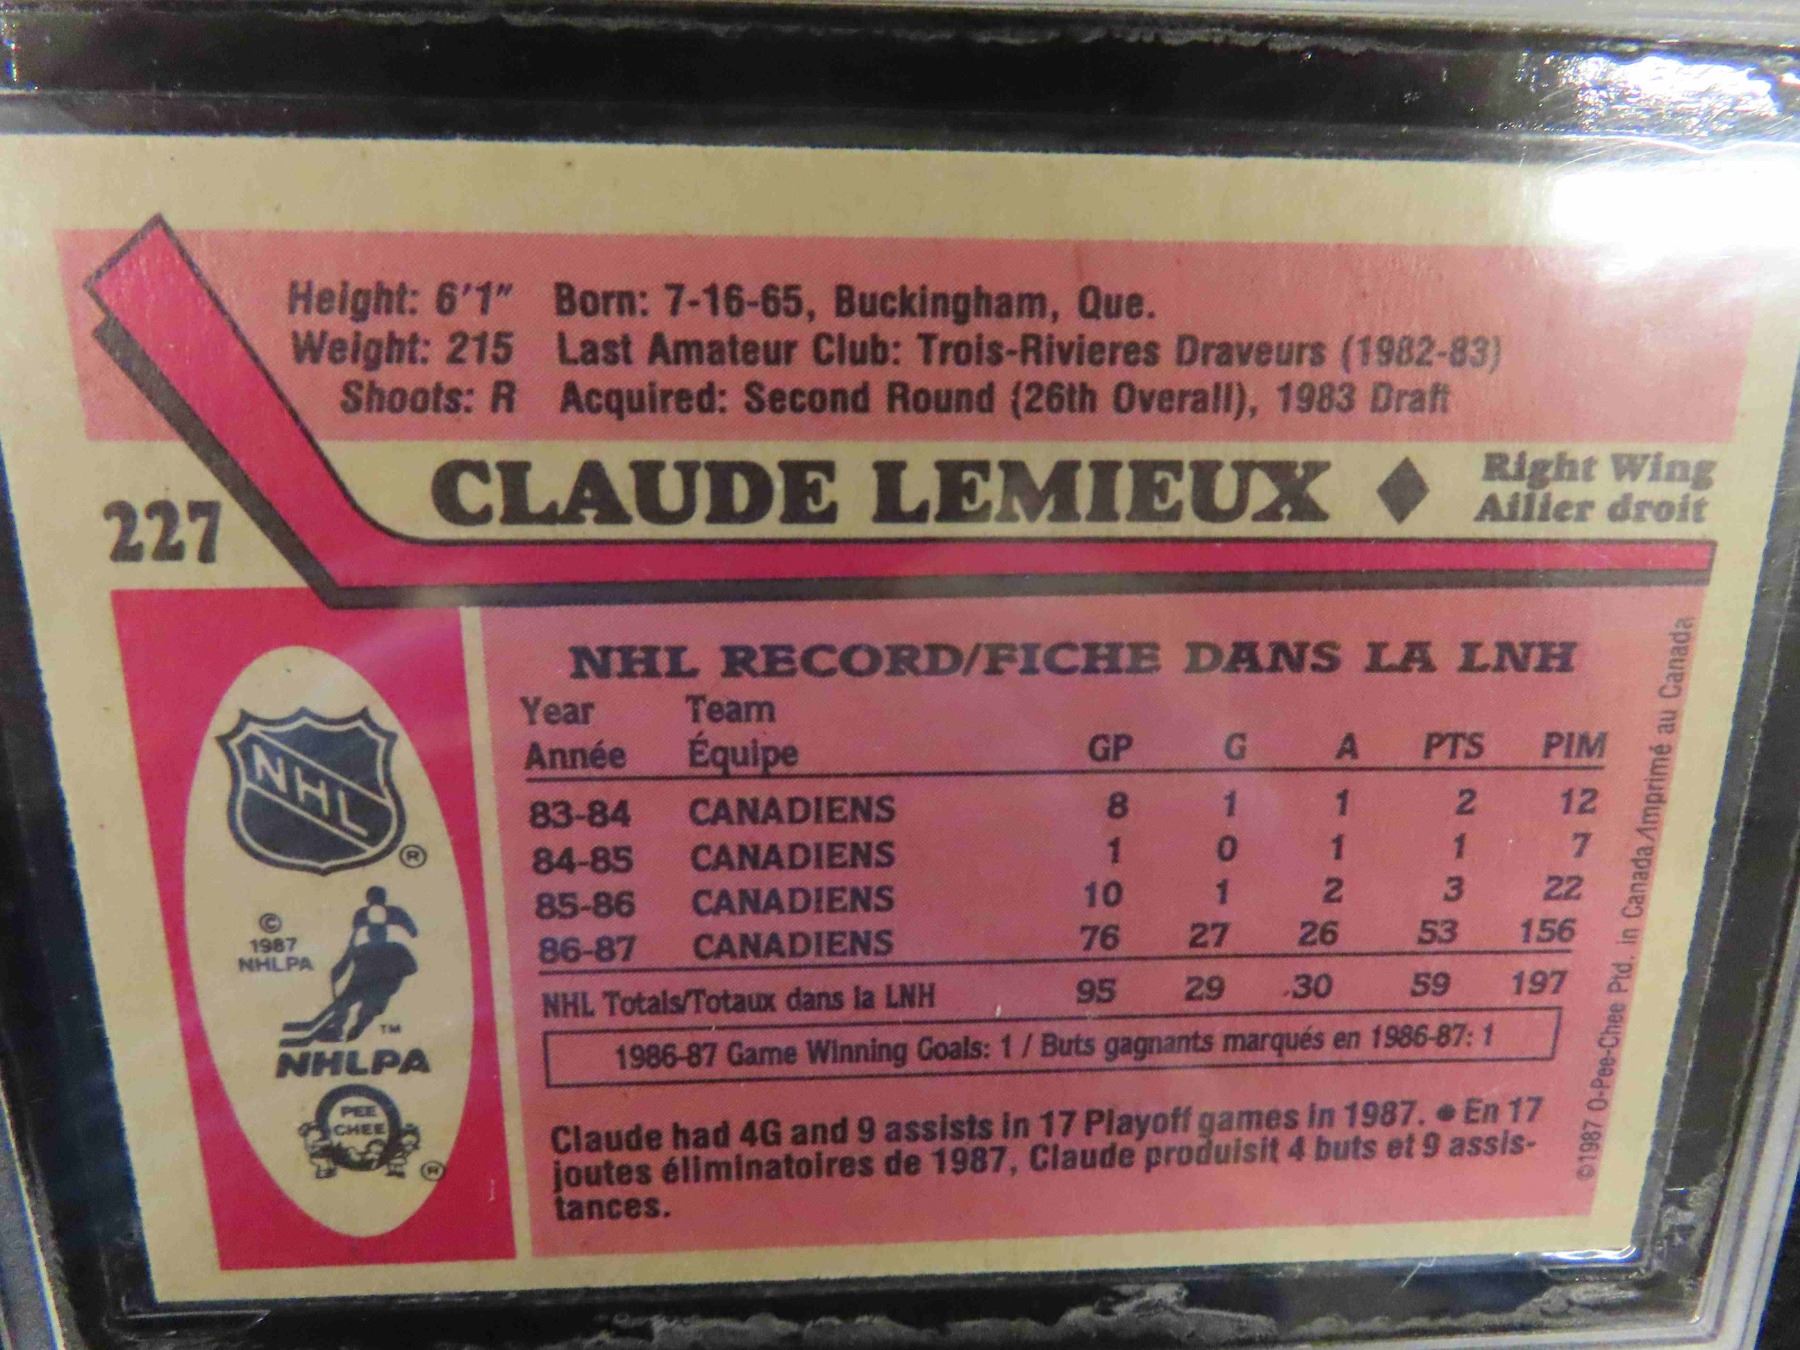 Height: 6'1" Born: 7-16-65, Buckingham, Que.
Weight: 215 Last Amateur Club: Trois-Rivieres Draveurs (1982-83)
Shoots: R Acquired: Second Round (26th Overall), 1983 Draft
227
CLAUDE LEMIEUX ♦ Right Wing
Ailier droit
NHL RECORD/FICHE DANS LA LNH
Year Team
Année Équipe GP G A PTS PIM
83-84 CANADIENS 8 1 1 2 12
84-85 CANADIENS 1 0 1 1 7
85-86 CANADIENS 10 1 2 3 22
86-87 CANADIENS 76 27 26 53 156
NHL Totals/Totaux dans la LNH 95 29 30 59 197
1986-87 Game Winning Goals: 1 / Buts gagnants marqués en 1986-87: 1
Claude had 4G and 9 assists in 17 Playoff games in 1987. ● En 17
joutes éliminatoires de 1987, Claude produisit 4 buts et 9 assis-
tances.
NHL
®
©
1987
NHLPA
TM
NHLPA
PEE
CHEE
®
©1987 O-Pee-Chee Ptd. in Canada/Imprimé au Canada